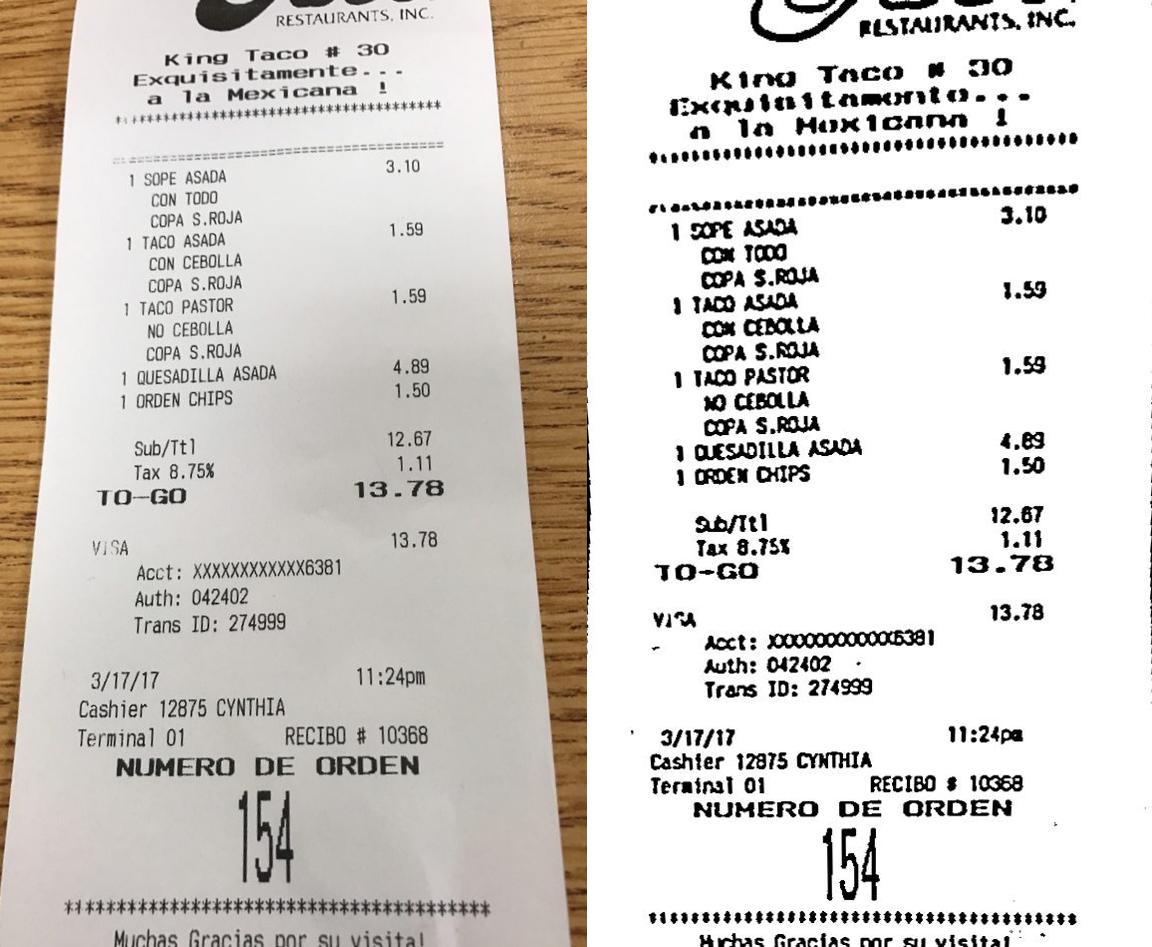 RESTAURANTS, INC.
King Taco # 30
Exquisitamente...
a la Mexicana !
****************************************
========================================
1 SOPE ASADA 3.10
CON TODO
COPA S.ROJA
1 TACO ASADA 1.59
CON CEBOLLA
COPA S.ROJA
1 TACO PASTOR 1.59
NO CEBOLLA
COPA S.ROJA
1 QUESADILLA ASADA 4.89
1 ORDEN CHIPS 1.50
Sub/Ttl 12.67
Tax 8.75% 1.11
TO-GO 13.78
VISA 13.78
Acct: XXXXXXXXXXXX6381
Auth: 042402
Trans ID: 274999
3/17/17 11:24pm
Cashier 12875 CYNTHIA
Terminal 01 RECIBO # 10368
NUMERO DE ORDEN
154
****************************************
Muchas Gracias por su visita!
RESTAURANTS, INC.
King Taco # 30
Exquisitamente...
a la Mexicana !
****************************************
========================================
1 SOPE ASADA 3.10
CON TODO
COPA S.ROJA
1 TACO ASADA 1.59
CON CEBOLLA
COPA S.ROJA
1 TACO PASTOR 1.59
NO CEBOLLA
COPA S.ROJA
1 QUESADILLA ASADA 4.89
1 ORDEN CHIPS 1.50
Sub/Ttl 12.67
Tax 8.75% 1.11
TO-GO 13.78
VISA 13.78
Acct: XXXXXXXXXXXX6381
Auth: 042402
Trans ID: 274999
3/17/17 11:24pm
Cashier 12875 CYNTHIA
Terminal 01 RECIBO # 10368
NUMERO DE ORDEN
154
****************************************
Muchas Gracias por su visita!